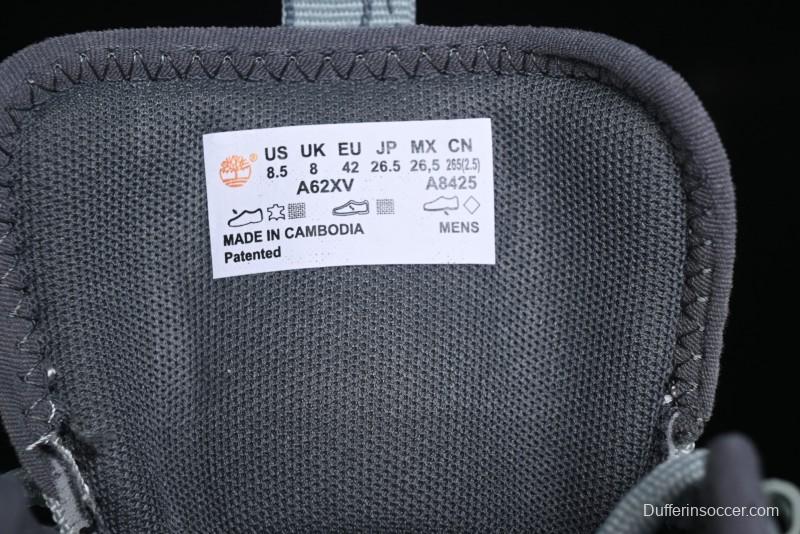 US UK EU JP MX CN
8.5 8 42 26.5 26,5 265(2.5)
A62XV A8425
MADE IN CAMBODIA MENS
Patented
Dufferinsoccer.com